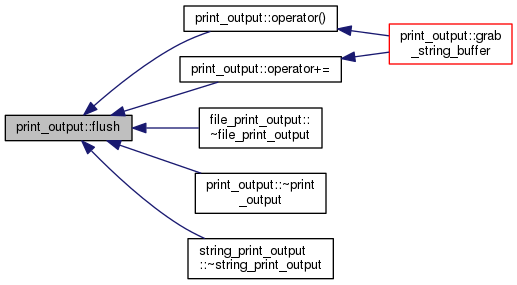 print_output::operator()
print_output::grab
_string_buffer
print_output::operator+=
file_print_output::
~file_print_output
print_output::flush
print_output::~print
_output
string_print_output
::~string_print_output